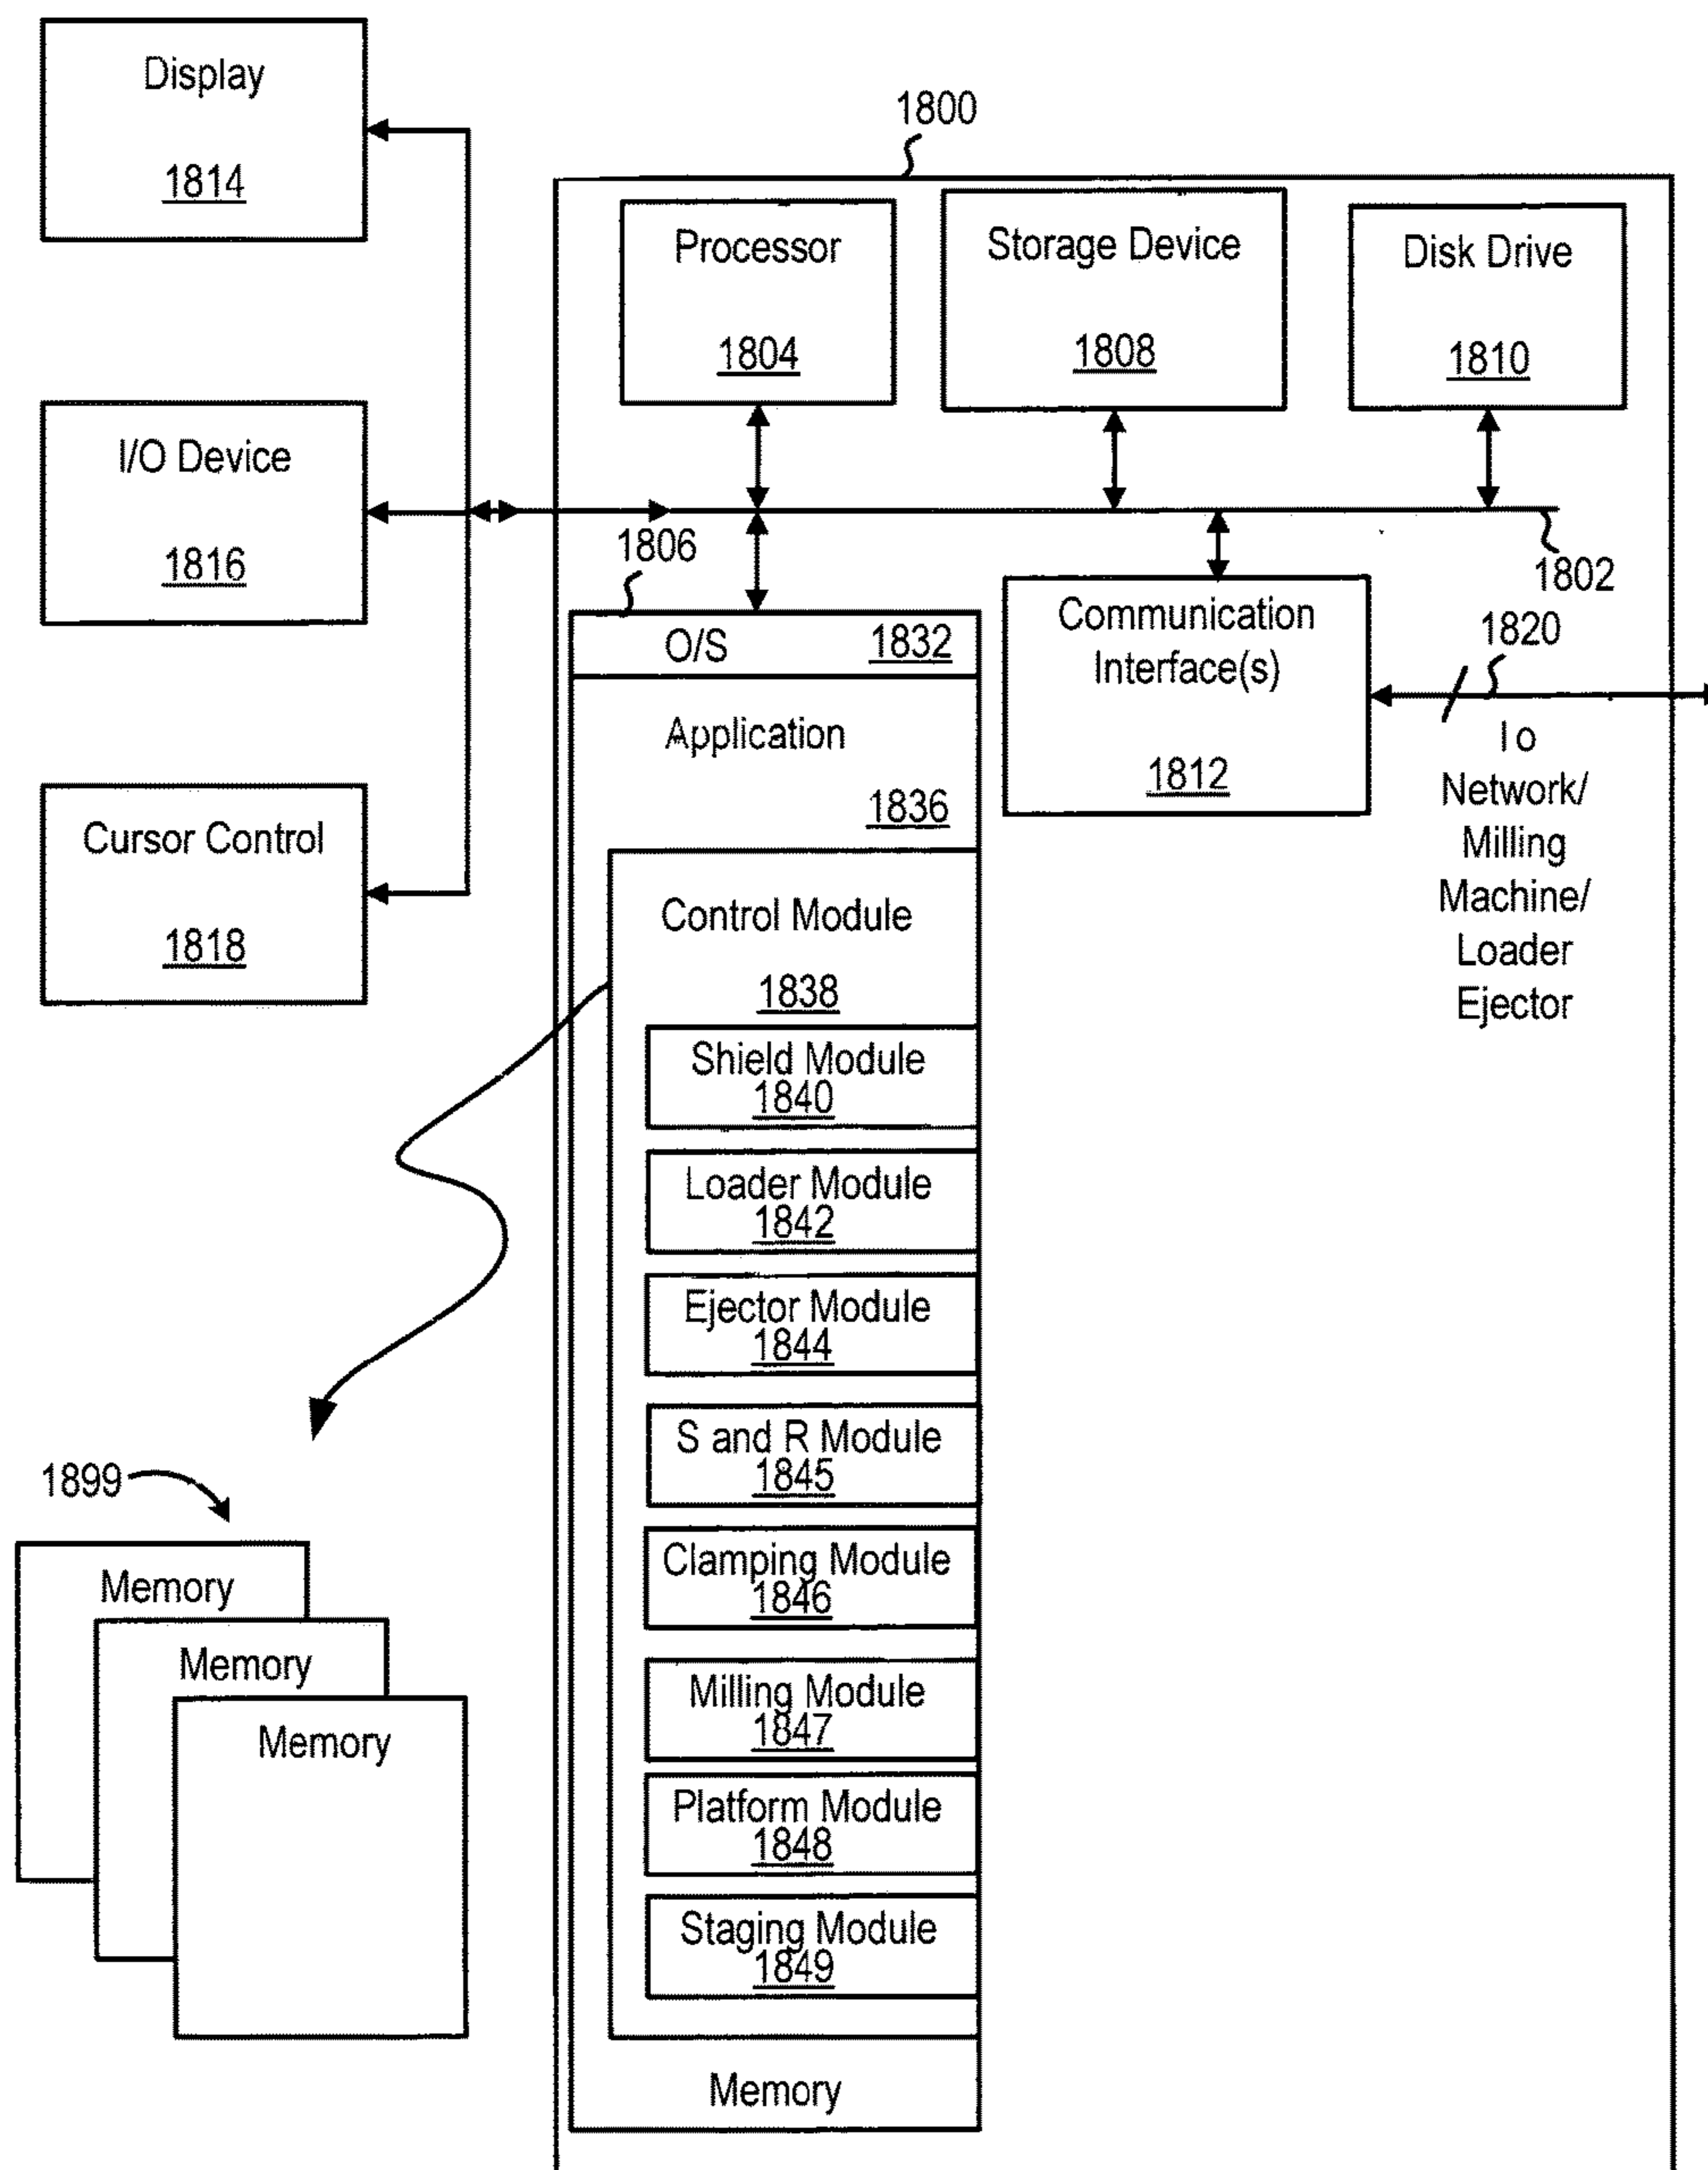 Display
1814
1800
Processor
1804
Storage Device
1808
Disk Drive
1810
I/O Device
1816
1806
1802
O/S 1832
Communication
Interface(s)
1812
1820
Io
Network/
Milling
Machine/
Loader
Ejector
Application
1836
Cursor Control
1818
Control Module
1838
Shield Module
1840
Loader Module
1842
Ejector Module
1844
S and R Module
1845
Clamping Module
1846
Milling Module
1847
Platform Module
1848
Staging Module
1849
Memory
1899
Memory
Memory
Memory